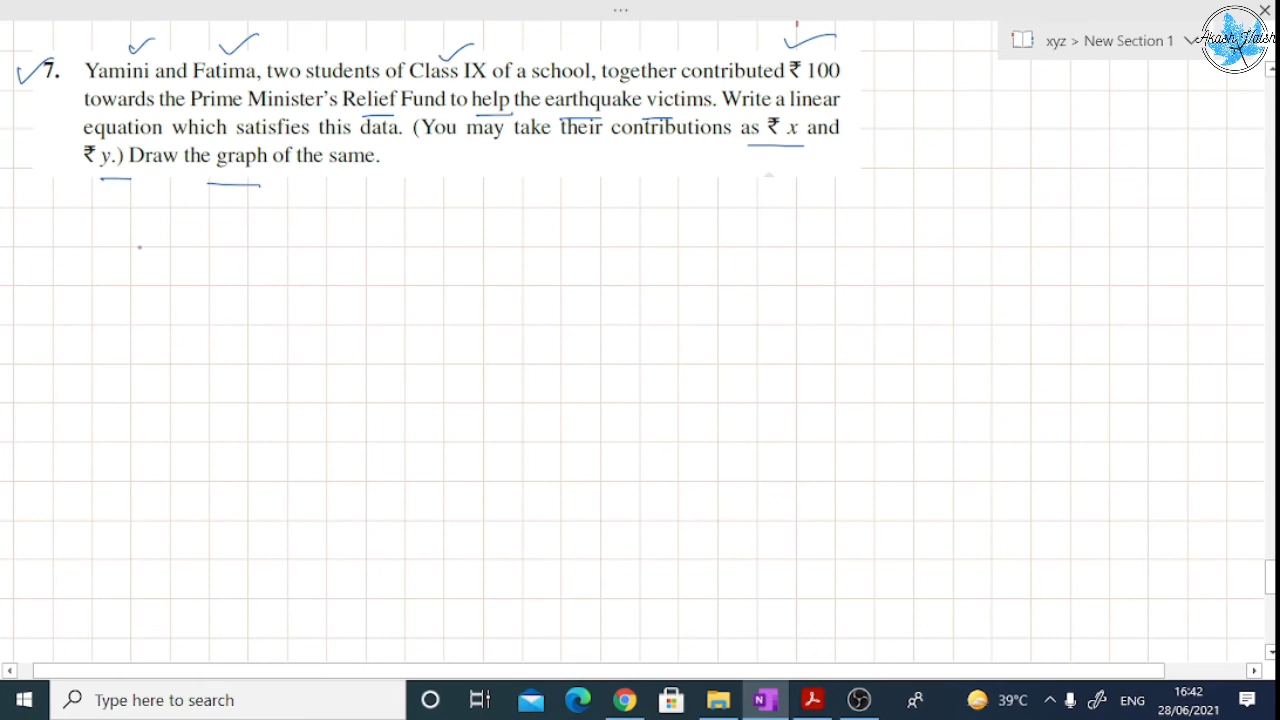 xyz > New Section 1
Akash Jaish
7. Yamini and Fatima, two students of Class IX of a school, together contributed ₹ 100
towards the Prime Minister's Relief Fund to help the earthquake victims. Write a linear
equation which satisfies this data. (You may take their contributions as ₹ x and
₹ y.) Draw the graph of the same.
Type here to search
39°C
ENG
16:42
28/06/2021